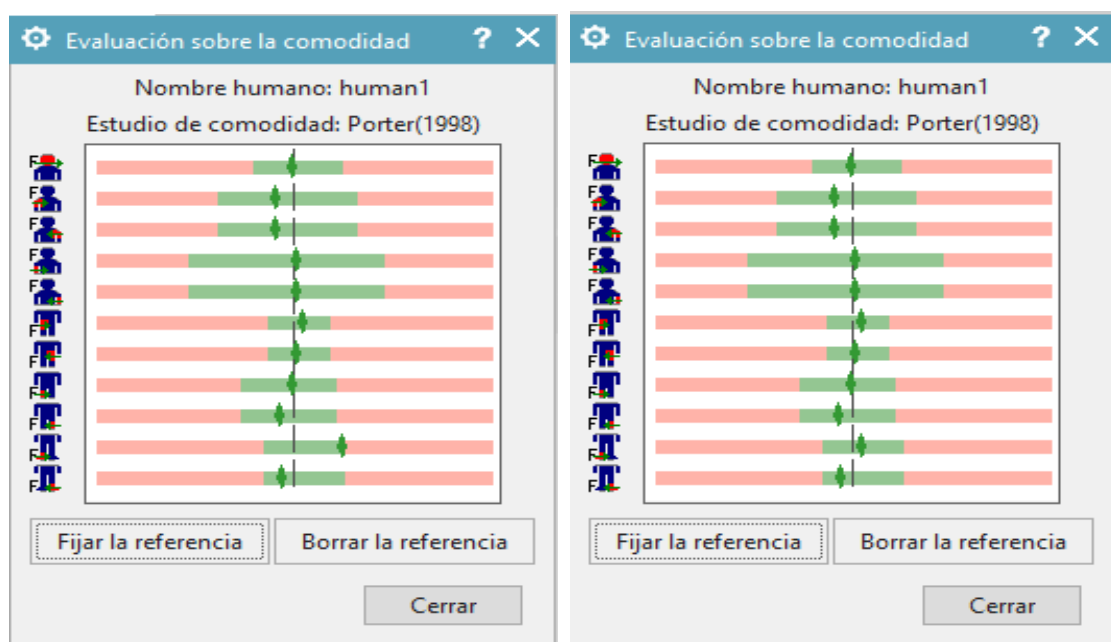 Evaluación sobre la comodidad ? ×
Nombre humano: human1
Estudio de comodidad: Porter(1998)
F
F
F
F
F
F
F
F
F
F
F
Fijar la referencia Borrar la referencia
Cerrar
Evaluación sobre la comodidad ? ×
Nombre humano: human1
Estudio de comodidad: Porter(1998)
F
F
F
F
F
F
F
F
F
F
F
Fijar la referencia Borrar la referencia
Cerrar